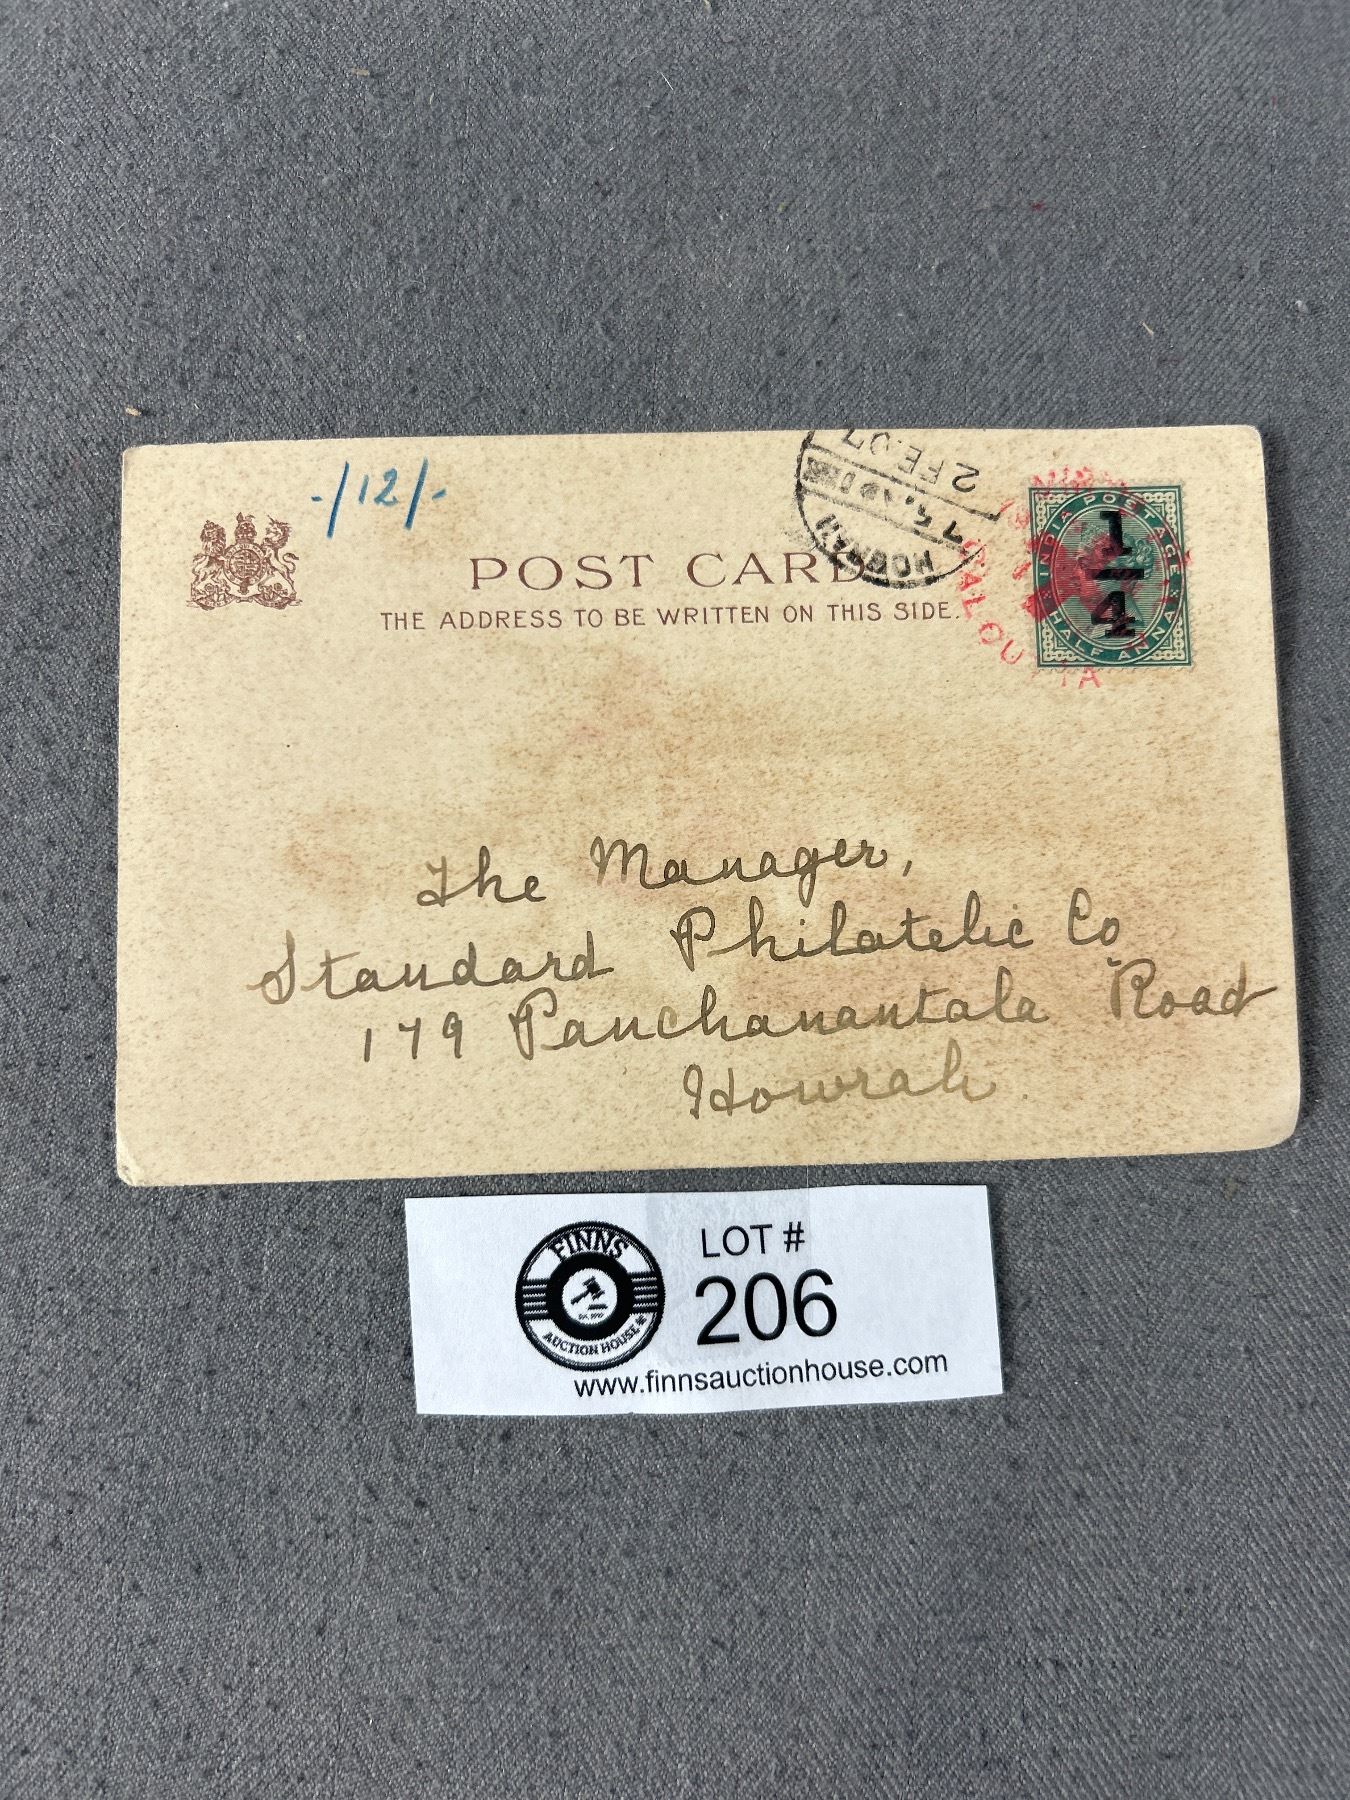 -/12/-
POST CARD
THE ADDRESS TO BE WRITTEN ON THIS SIDE.
HOWRAH
2 FE.07
CALCUTTA
INDIA POSTAGE
1/4
HALF ANNA
The Manager,
Standard Philatelic Co
179 Panchanantala Road
Howrah
FINNS
AUCTION HOUSE
LOT #
206
www.finnsauctionhouse.com